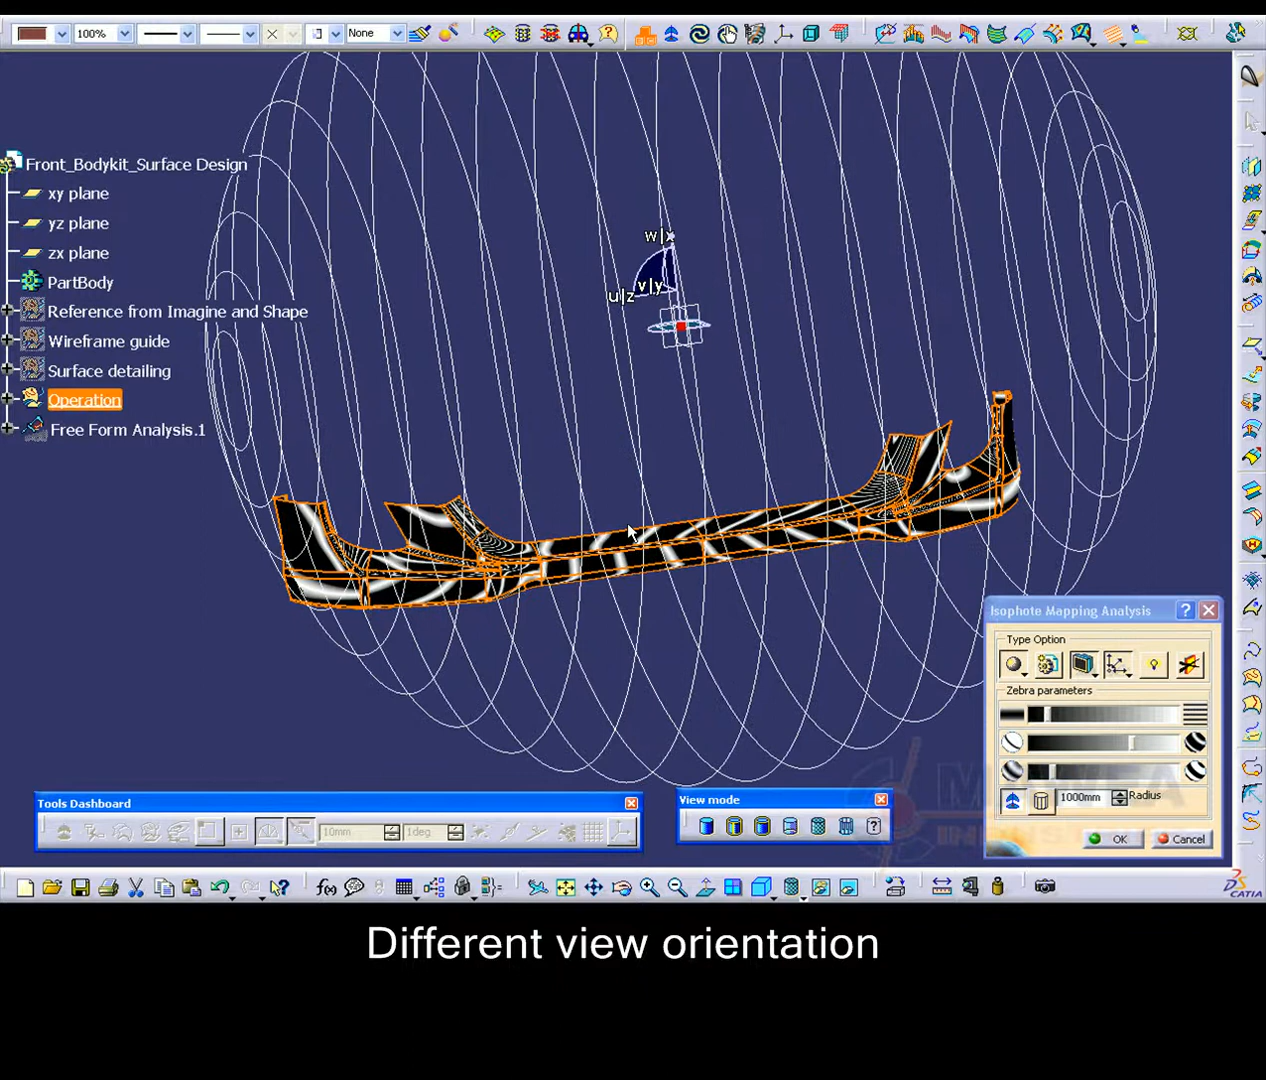 100%
None
Front_Bodykit_Surface Design
xy plane
yz plane
zx plane
PartBody
Reference from Imagine and Shape
Wireframe guide
Surface detailing
Operation
Free Form Analysis.1
w|x
v|y
u|z
Isophote Mapping Analysis
Type Option
Zebra parameters
1000mm
Radius
OK
Cancel
Tools Dashboard
10mm
1deg
View mode
f(x)
CATIA
Different view orientation